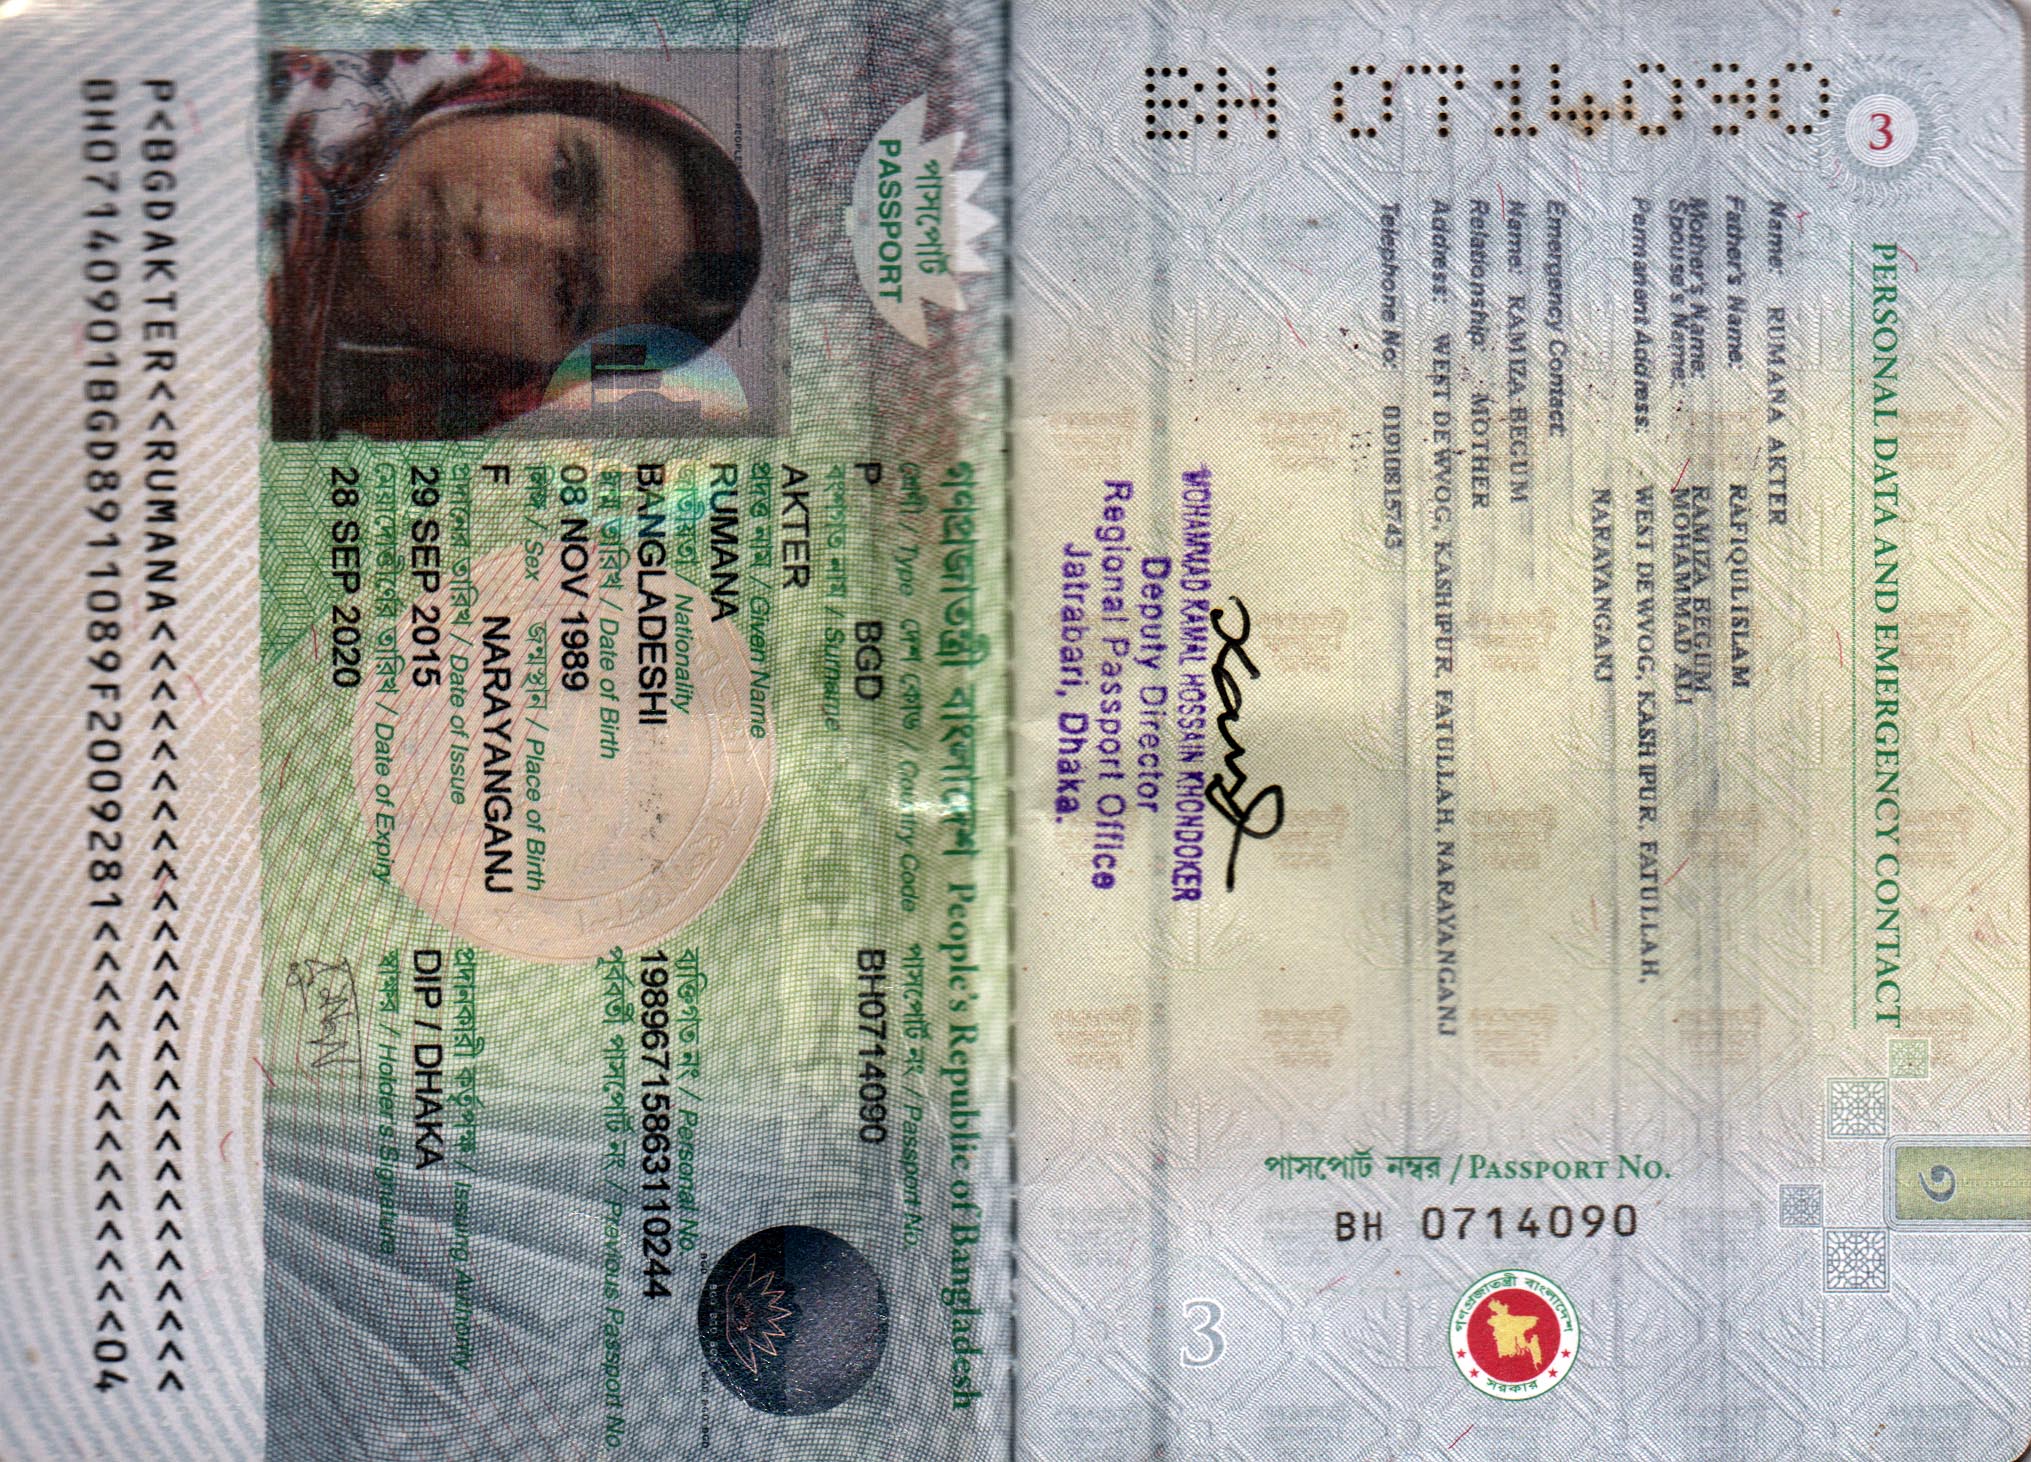 3
PERSONAL DATA AND EMERGENCY CONTACT
Name: RUMANA AKTER
Father's Name: RAFIQUL ISLAM
Mother's Name: RAMIZA BEGUM
Spouse's Name: MOHAMMAD ALI
Permanent Address: WEST DEWVOG, KASHIPUR, FATULLAH,
NARAYANGANJ
Emergency Contact:
Name: RAMIZA BEGUM
Relationship: MOTHER
Address: WEST DEWVOG, KASHIPUR, FATULLAH, NARAYANGANJ
Telephone No: 01910815745
BH 0714090
MOHAMMAD KAMAL HOSSAIN KHONDOKER
Deputy Director
Regional Passport Office
Jatrabari, Dhaka.
পাসপোর্ট নম্বর / PASSPORT NO.
BH 0714090
গণপ্রজাতন্ত্রী বাংলাদেশ
সরকার
3
গণপ্রজাতন্ত্রী বাংলাদেশ People's Republic of Bangladesh
পাসপোর্ট
PASSPORT
শ্রেণী / Type দেশ কোড / Country Code পাসপোর্ট নং / Passport No.
P BGD BH0714090
বংশগত নাম / Surname
AKTER
প্রদত্ত নাম / Given Name
RUMANA
জাতীয়তা / Nationality ব্যক্তিগত নং / Personal No.
BANGLADESHI 19896715863110244
জন্ম তারিখ / Date of Birth পূর্ববর্তী পাসপোর্ট নং / Previous Passport No.
08 NOV 1989
লিঙ্গ / Sex জন্মস্থান / Place of Birth
F NARAYANGANJ
প্রদানের তারিখ / Date of Issue প্রদানকারী কর্তৃপক্ষ / Issuing Authority
29 SEP 2015 DIP / DHAKA
মেয়াদোত্তীর্ণের তারিখ / Date of Expiry স্বাক্ষর / Holder's Signature
28 SEP 2020
P<BGDAKTER<<RUMANA<<<<<<<<<<<<<<<<<<<<<<<<<<
BH07140901BGD8911089F2009281<<<<<<<<<<<<<<04